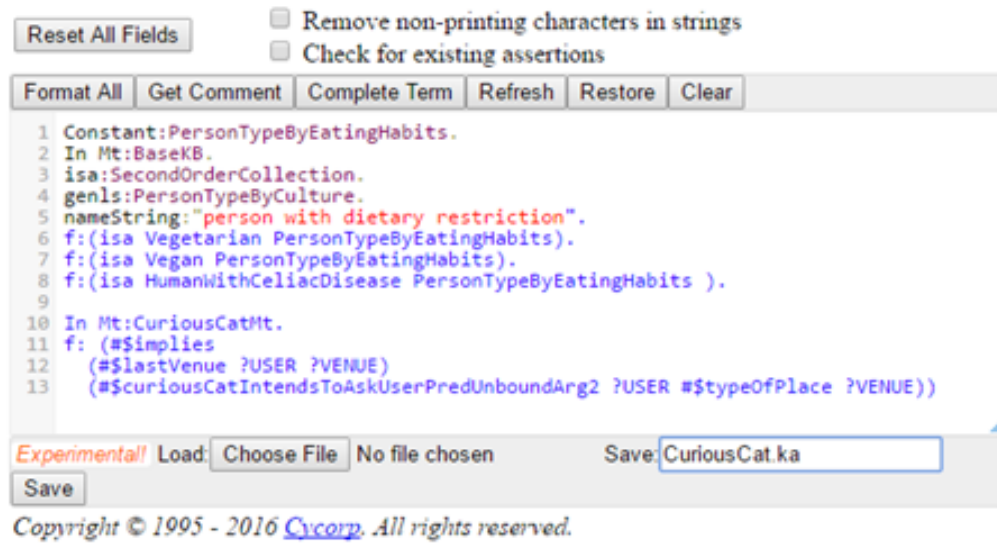 Reset All Fields
Remove non-printing characters in strings
Check for existing assertions
Format All Get Comment Complete Term Refresh Restore Clear
1 Constant:PersonTypeByEatingHabits.
2 In Mt:BaseKB.
3 isa:SecondOrderCollection.
4 genls:PersonTypeByCulture.
5 nameString:"person with dietary restriction".
6 f:(isa Vegetarian PersonTypeByEatingHabits).
7 f:(isa Vegan PersonTypeByEatingHabits).
8 f:(isa HumanWithCeliacDisease PersonTypeByEatingHabits ).
9
10 In Mt:CuriousCatMt.
11 f: (#$implies
12 (#$lastVenue ?USER ?VENUE)
13 (#$curiousCatIntendsToAskUserPredUnboundArg2 ?USER #$typeOfPlace ?VENUE))
Experimental! Load: Choose File No file chosen Save: CuriousCat.ka
Save
Copyright © 1995 - 2016 Cycorp. All rights reserved.